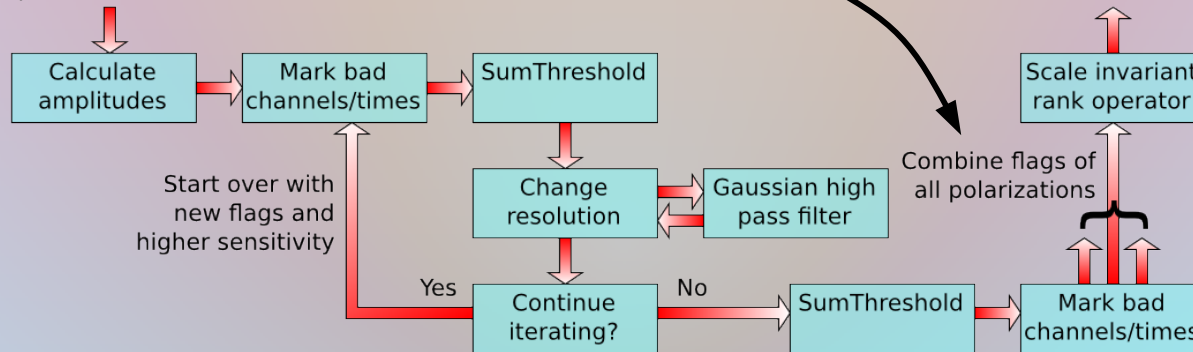 Calculate
amplitudes
Mark bad
channels/times
SumThreshold
Scale invariant
rank operator
Start over with
new flags and
higher sensitivity
Change
resolution
Gaussian high
pass filter
Combine flags of
all polarizations
Yes
Continue
iterating?
No
SumThreshold
Mark bad
channels/times